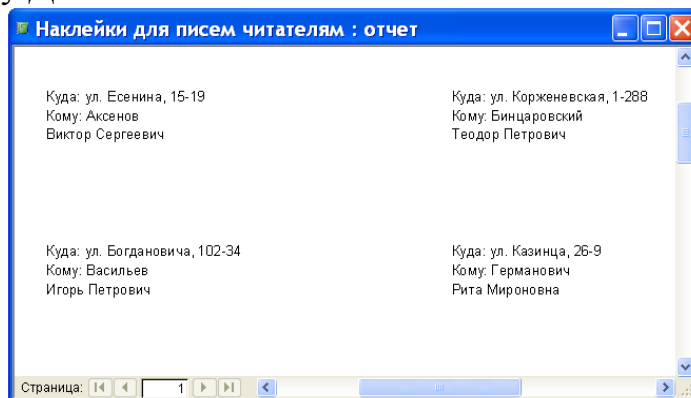 Наклейки для писем читателям : отчет
Куда: ул. Есенина, 15-19
Кому: Аксенов
Виктор Сергеевич
Куда: ул. Корженевская, 1-288
Кому: Бинцаровский
Теодор Петрович
Куда: ул. Богдановича, 102-34
Кому: Васильев
Игорь Петрович
Куда: ул. Казинца, 26-9
Кому: Германович
Рита Мироновна
Страница: 1